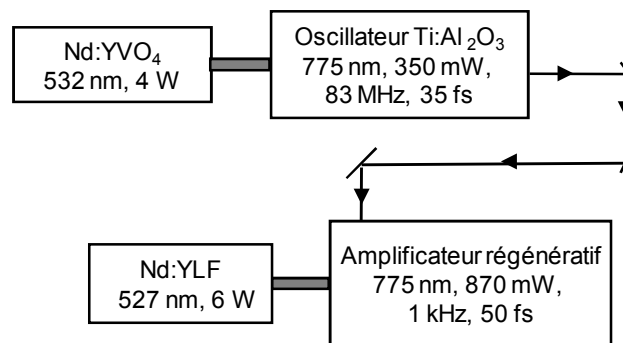 Nd:YVO₄
532 nm, 4 W
Oscillateur Ti:Al₂O₃
775 nm, 350 mW,
83 MHz, 35 fs
Nd:YLF
527 nm, 6 W
Amplificateur régénératif
775 nm, 870 mW,
1 kHz, 50 fs